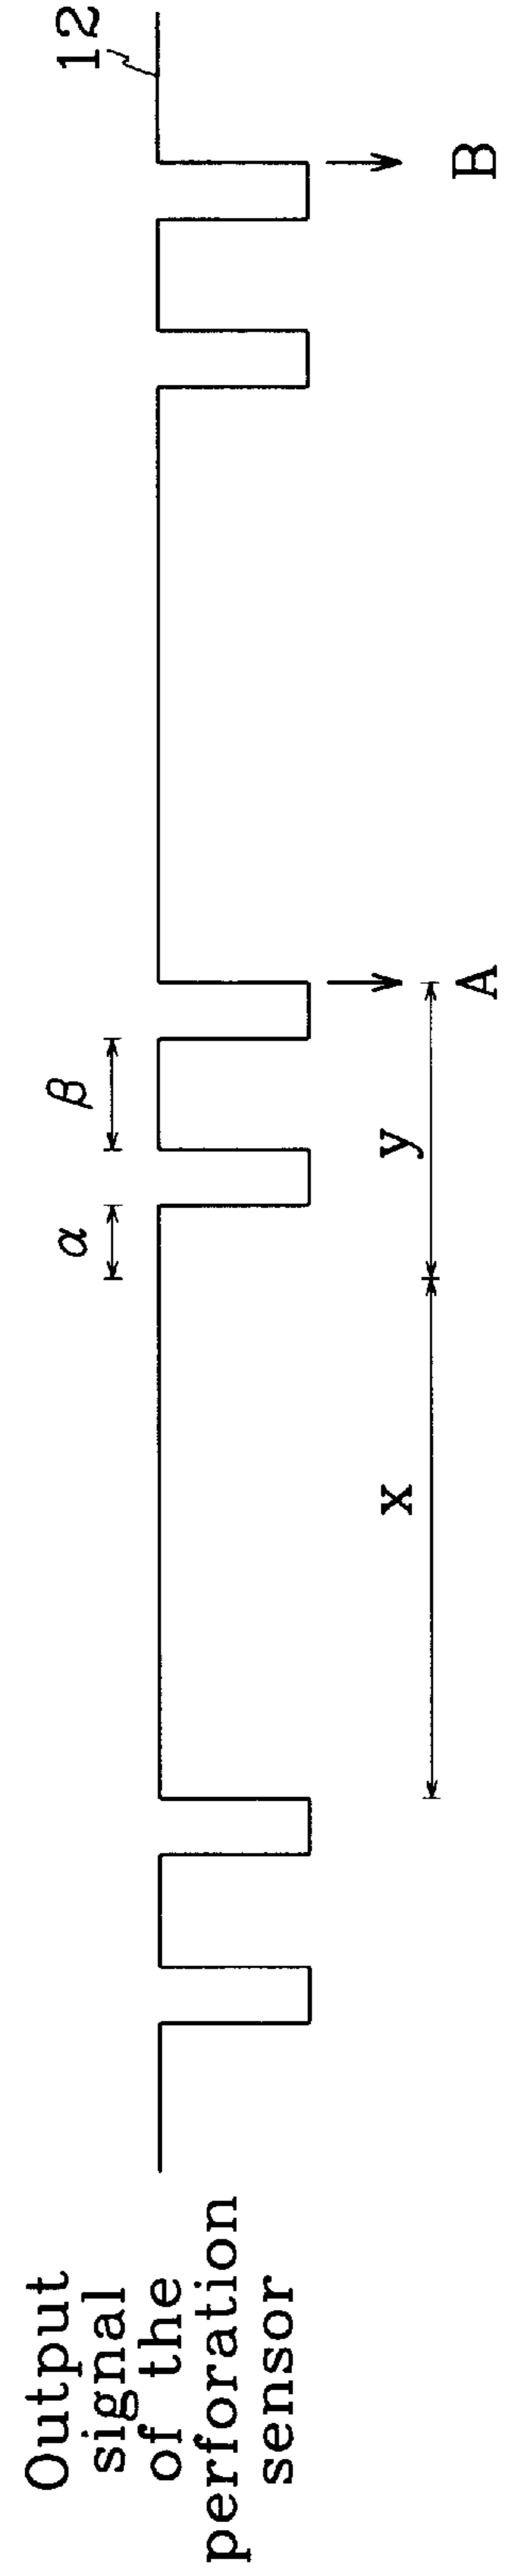 Output
signal
of the
perforation
sensor
α
β
12
x
y
A
B